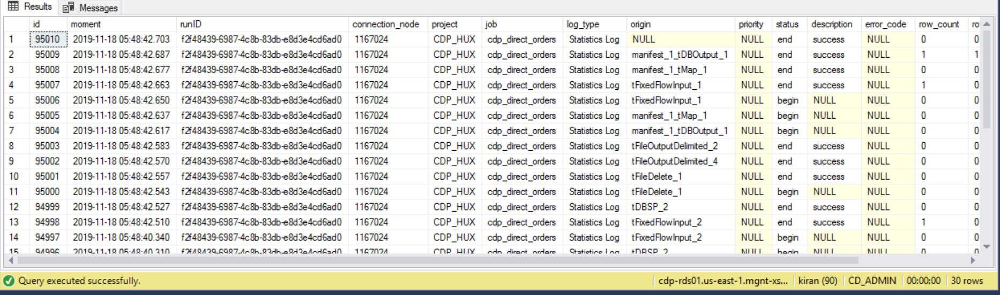 Results Messages
id moment runID connection_node project job log_type origin priority status description error_code row_count ro
1 95010 2019-11-18 05:48:42.703 f2f48439-6987-4c8b-83db-e8d3e4cd6ad0 1167024 CDP_HUX cdp_direct_orders Statistics Log NULL NULL end success NULL 0 0
2 95009 2019-11-18 05:48:42.687 f2f48439-6987-4c8b-83db-e8d3e4cd6ad0 1167024 CDP_HUX cdp_direct_orders Statistics Log manifest_1_tDBOutput_1 NULL end success NULL 1 1
3 95008 2019-11-18 05:48:42.677 f2f48439-6987-4c8b-83db-e8d3e4cd6ad0 1167024 CDP_HUX cdp_direct_orders Statistics Log manifest_1_tMap_1 NULL end success NULL 0 0
4 95007 2019-11-18 05:48:42.663 f2f48439-6987-4c8b-83db-e8d3e4cd6ad0 1167024 CDP_HUX cdp_direct_orders Statistics Log tFixedFlowInput_1 NULL end success NULL 1 0
5 95006 2019-11-18 05:48:42.650 f2f48439-6987-4c8b-83db-e8d3e4cd6ad0 1167024 CDP_HUX cdp_direct_orders Statistics Log tFixedFlowInput_1 NULL begin NULL NULL 0 0
6 95005 2019-11-18 05:48:42.637 f2f48439-6987-4c8b-83db-e8d3e4cd6ad0 1167024 CDP_HUX cdp_direct_orders Statistics Log manifest_1_tMap_1 NULL begin NULL NULL 0 0
7 95004 2019-11-18 05:48:42.617 f2f48439-6987-4c8b-83db-e8d3e4cd6ad0 1167024 CDP_HUX cdp_direct_orders Statistics Log manifest_1_tDBOutput_1 NULL begin NULL NULL 0 0
8 95003 2019-11-18 05:48:42.583 f2f48439-6987-4c8b-83db-e8d3e4cd6ad0 1167024 CDP_HUX cdp_direct_orders Statistics Log tFileOutputDelimited_2 NULL end success NULL 0 0
9 95002 2019-11-18 05:48:42.570 f2f48439-6987-4c8b-83db-e8d3e4cd6ad0 1167024 CDP_HUX cdp_direct_orders Statistics Log tFileOutputDelimited_4 NULL end success NULL 0 0
10 95001 2019-11-18 05:48:42.557 f2f48439-6987-4c8b-83db-e8d3e4cd6ad0 1167024 CDP_HUX cdp_direct_orders Statistics Log tFileDelete_1 NULL end success NULL 0 0
11 95000 2019-11-18 05:48:42.543 f2f48439-6987-4c8b-83db-e8d3e4cd6ad0 1167024 CDP_HUX cdp_direct_orders Statistics Log tFileDelete_1 NULL begin NULL NULL 0 0
12 94999 2019-11-18 05:48:42.527 f2f48439-6987-4c8b-83db-e8d3e4cd6ad0 1167024 CDP_HUX cdp_direct_orders Statistics Log tDBSP_2 NULL end success NULL 0 0
13 94998 2019-11-18 05:48:42.510 f2f48439-6987-4c8b-83db-e8d3e4cd6ad0 1167024 CDP_HUX cdp_direct_orders Statistics Log tFixedFlowInput_2 NULL end success NULL 1 0
14 94997 2019-11-18 05:48:40.340 f2f48439-6987-4c8b-83db-e8d3e4cd6ad0 1167024 CDP_HUX cdp_direct_orders Statistics Log tFixedFlowInput_2 NULL begin NULL NULL 0 0
15 94996 2019-11-18 05:48:40.310 f2f48439-6987-4c8b-83db-e8d3e4cd6ad0 1167024 CDP_HUX cdp_direct_orders Statistics Log tDBSP_2 NULL begin NULL NULL 0 0
Query executed successfully. cdp-rds01.us-east-1.mgnt-xs... kiran (90) CD_ADMIN 00:00:00 30 rows